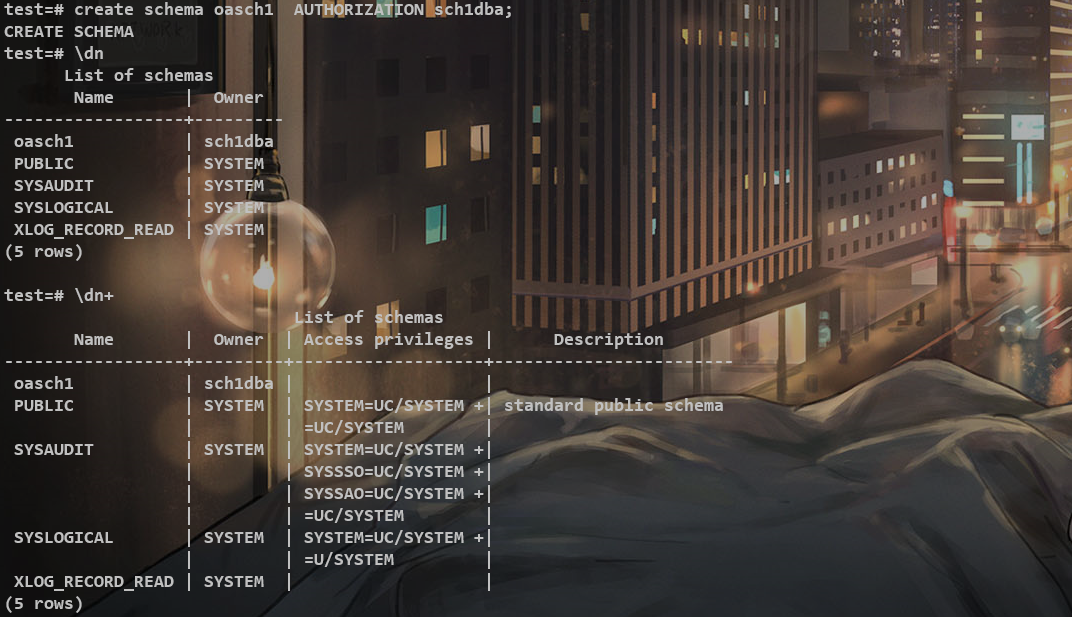 test=# create schema oasch1  AUTHORIZATION sch1dba;
CREATE SCHEMA
test=# \dn
      List of schemas
       Name       |  Owner
------------------+---------
 oasch1           | sch1dba
 PUBLIC           | SYSTEM
 SYSAUDIT         | SYSTEM
 SYSLOGICAL       | SYSTEM
 XLOG_RECORD_READ | SYSTEM
(5 rows)
test=# \dn+
                             List of schemas
       Name       |  Owner  | Access privileges |      Description
------------------+---------+-------------------+------------------------
 oasch1           | sch1dba |                   |
 PUBLIC           | SYSTEM  | SYSTEM=UC/SYSTEM +| standard public schema
                  |         | =UC/SYSTEM        |
 SYSAUDIT         | SYSTEM  | SYSTEM=UC/SYSTEM +|
                  |         | SYSSSO=UC/SYSTEM +|
                  |         | SYSSAO=UC/SYSTEM +|
                  |         | =UC/SYSTEM        |
 SYSLOGICAL       | SYSTEM  | SYSTEM=UC/SYSTEM +|
                  |         | =U/SYSTEM         |
 XLOG_RECORD_READ | SYSTEM  |                   |
(5 rows)